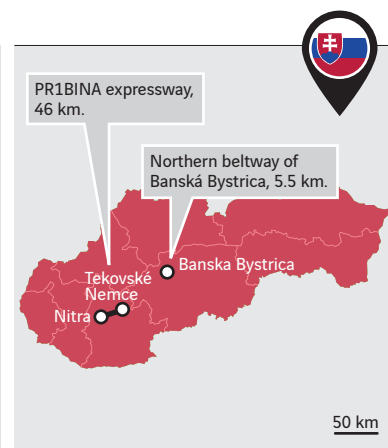 PR1BINA expressway,
46 km.
Northern beltway of
Banská Bystrica, 5.5 km.
Banska Bystrica
Tekovské
Nemce
Nitra
50 km